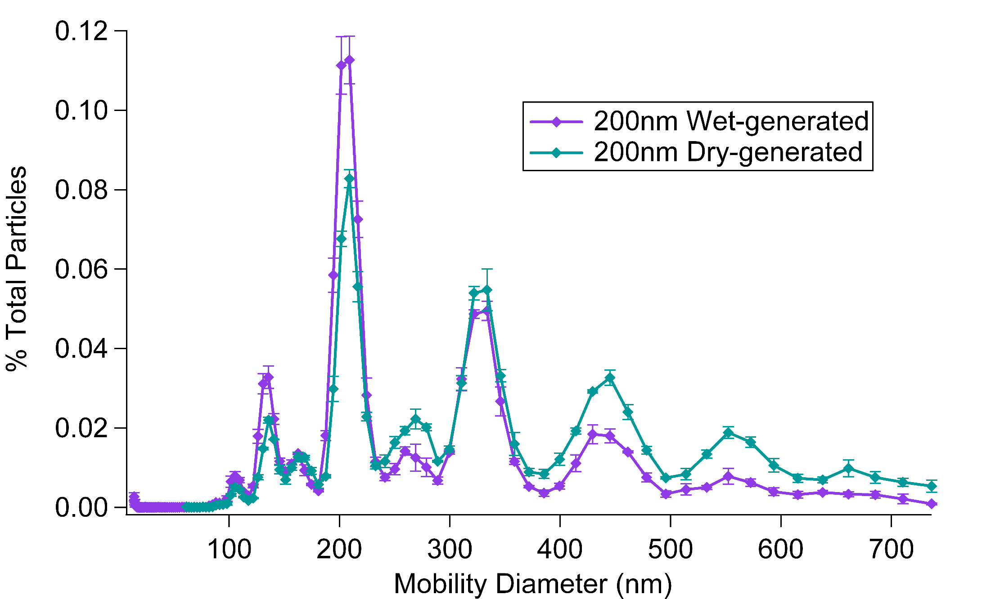 0.12
0.10
0.08
0.06
0.04
0.02
0.00
% Total Particles
200nm Wet-generated
200nm Dry-generated
100 200 300 400 500 600 700
Mobility Diameter (nm)